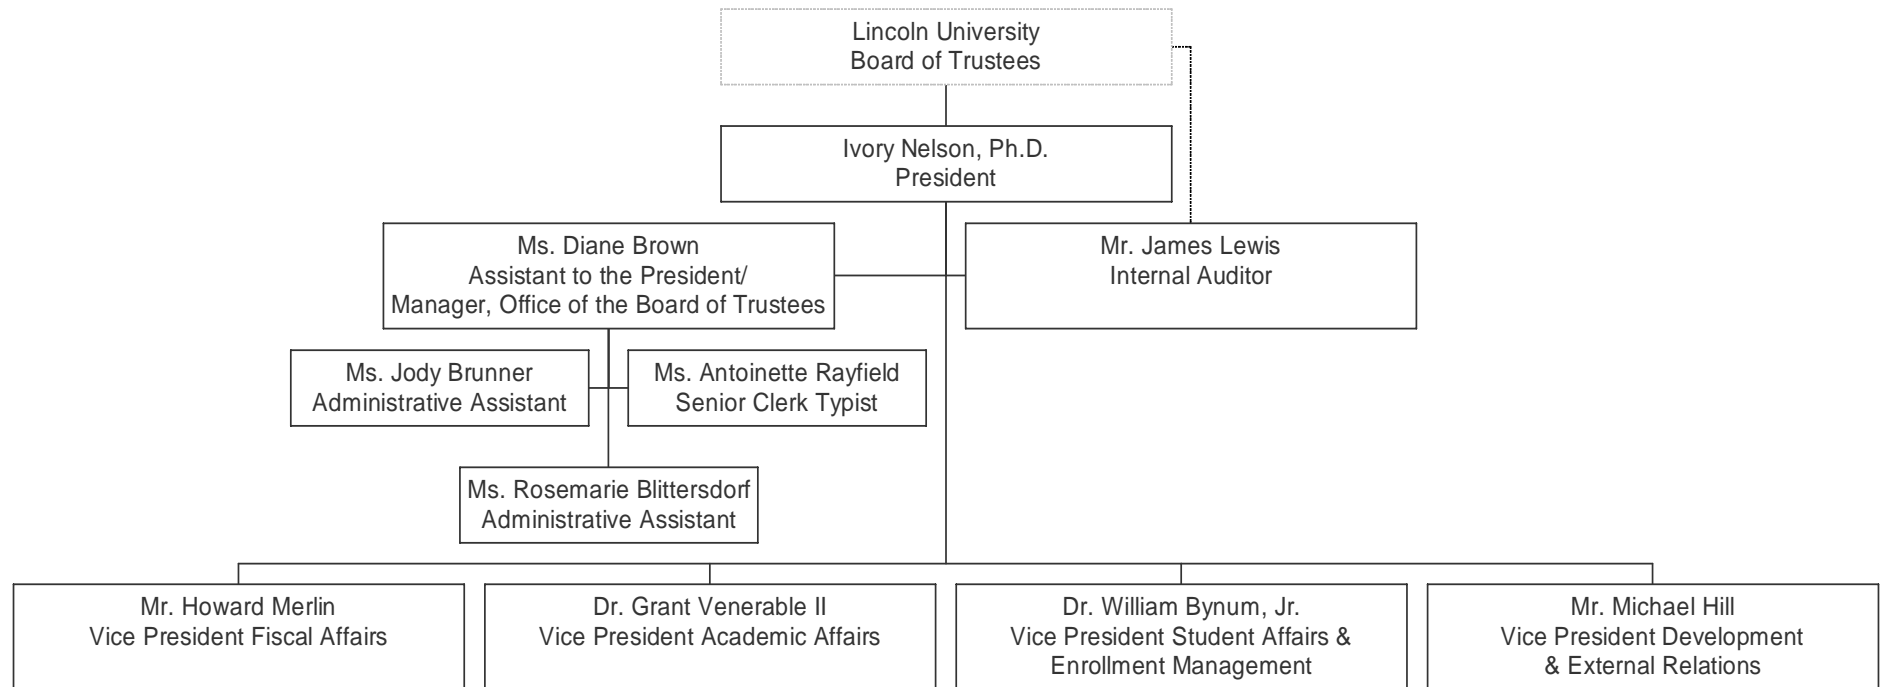 Lincoln University
Board of Trustees
Ivory Nelson, Ph.D.
President
Ms. Diane Brown
Assistant to the President/
Manager, Office of the Board of Trustees
Mr. James Lewis
Internal Auditor
Ms. Jody Brunner
Administrative Assistant
Ms. Antoinette Rayfield
Senior Clerk Typist
Ms. Rosemarie Blittersdorf
Administrative Assistant
Mr. Howard Merlin
Vice President Fiscal Affairs
Dr. Grant Venerable II
Vice President Academic Affairs
Dr. William Bynum, Jr.
Vice President Student Affairs &
Enrollment Management
Mr. Michael Hill
Vice President Development
& External Relations